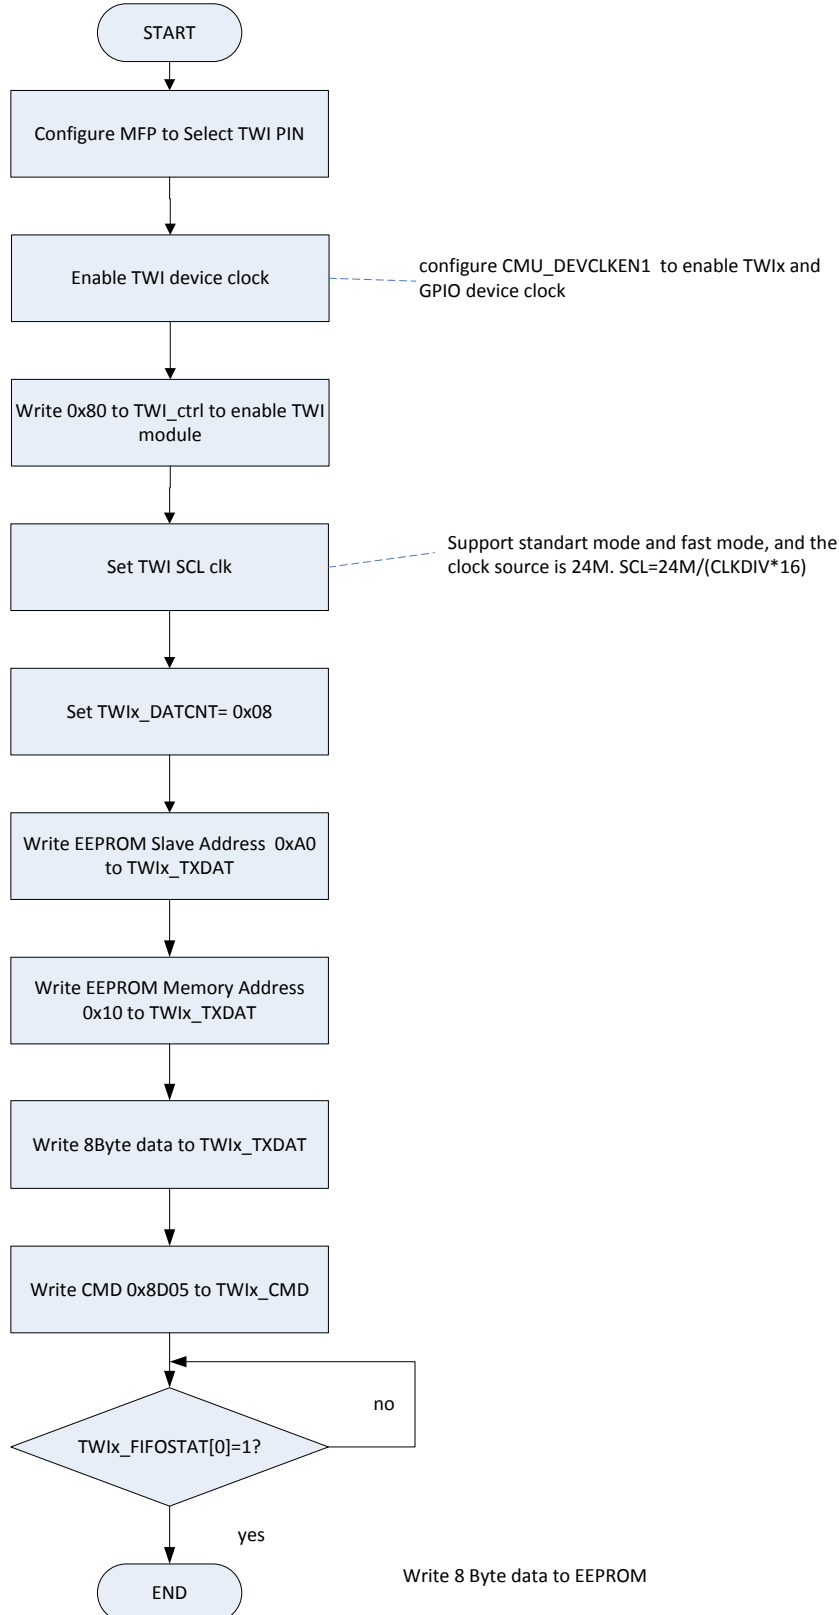 START
Configure MFP to Select TWI PIN
Enable TWI device clock
configure CMU_DEVCLKEN1 to enable TWIx and
GPIO device clock
Write 0x80 to TWI_ctrl to enable TWI
module
Set TWI SCL clk
Support standart mode and fast mode, and the
clock source is 24M. SCL=24M/(CLKDIV*16)
Set TWIx_DATCNT= 0x08
Write EEPROM Slave Address 0xA0
to TWIx_TXDAT
Write EEPROM Memory Address
0x10 to TWIx_TXDAT
Write 8Byte data to TWIx_TXDAT
Write CMD 0x8D05 to TWIx_CMD
no
TWIx_FIFOSTAT[0]=1?
yes
END
Write 8 Byte data to EEPROM